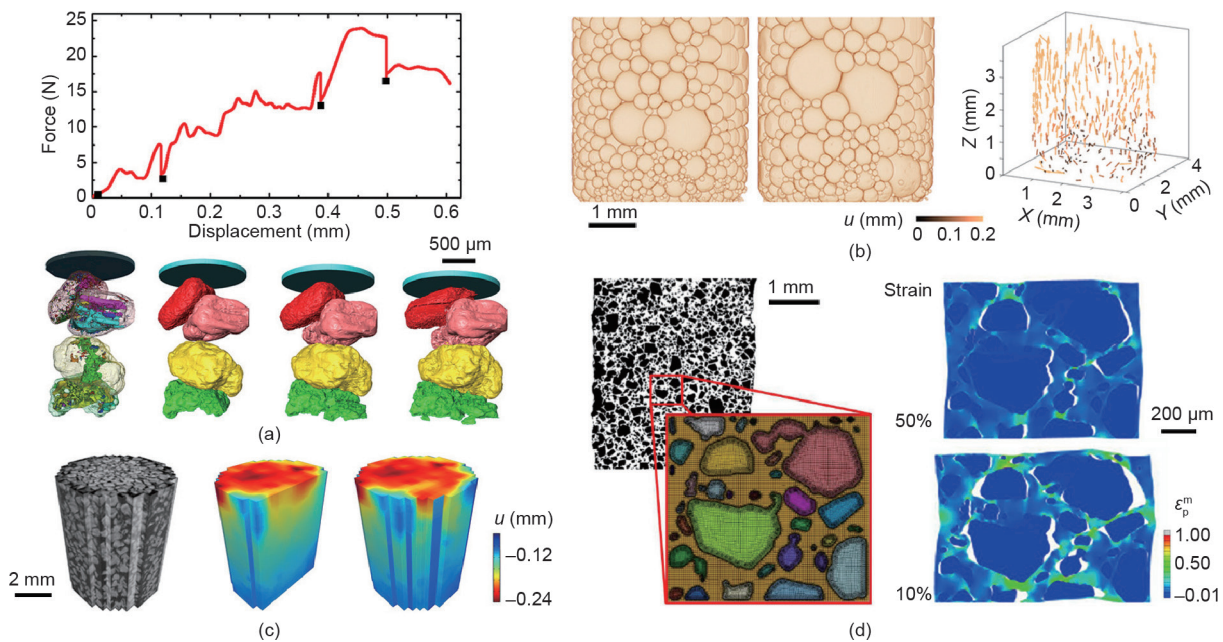 25
20
15
10
5
0
Force (N)
0 0.1 0.2 0.3 0.4 0.5 0.6
Displacement (mm)
500 μm
(a)
1 mm
u (mm)
0 0.1 0.2
Z (mm)
3
2
1
0
1 2 3
X (mm)
0 2 4
Y (mm)
(b)
2 mm
u (mm)
−0.12
−0.24
(c)
1 mm
Strain
50%
200 μm
10%
εpm
1.00
0.50
−0.01
(d)